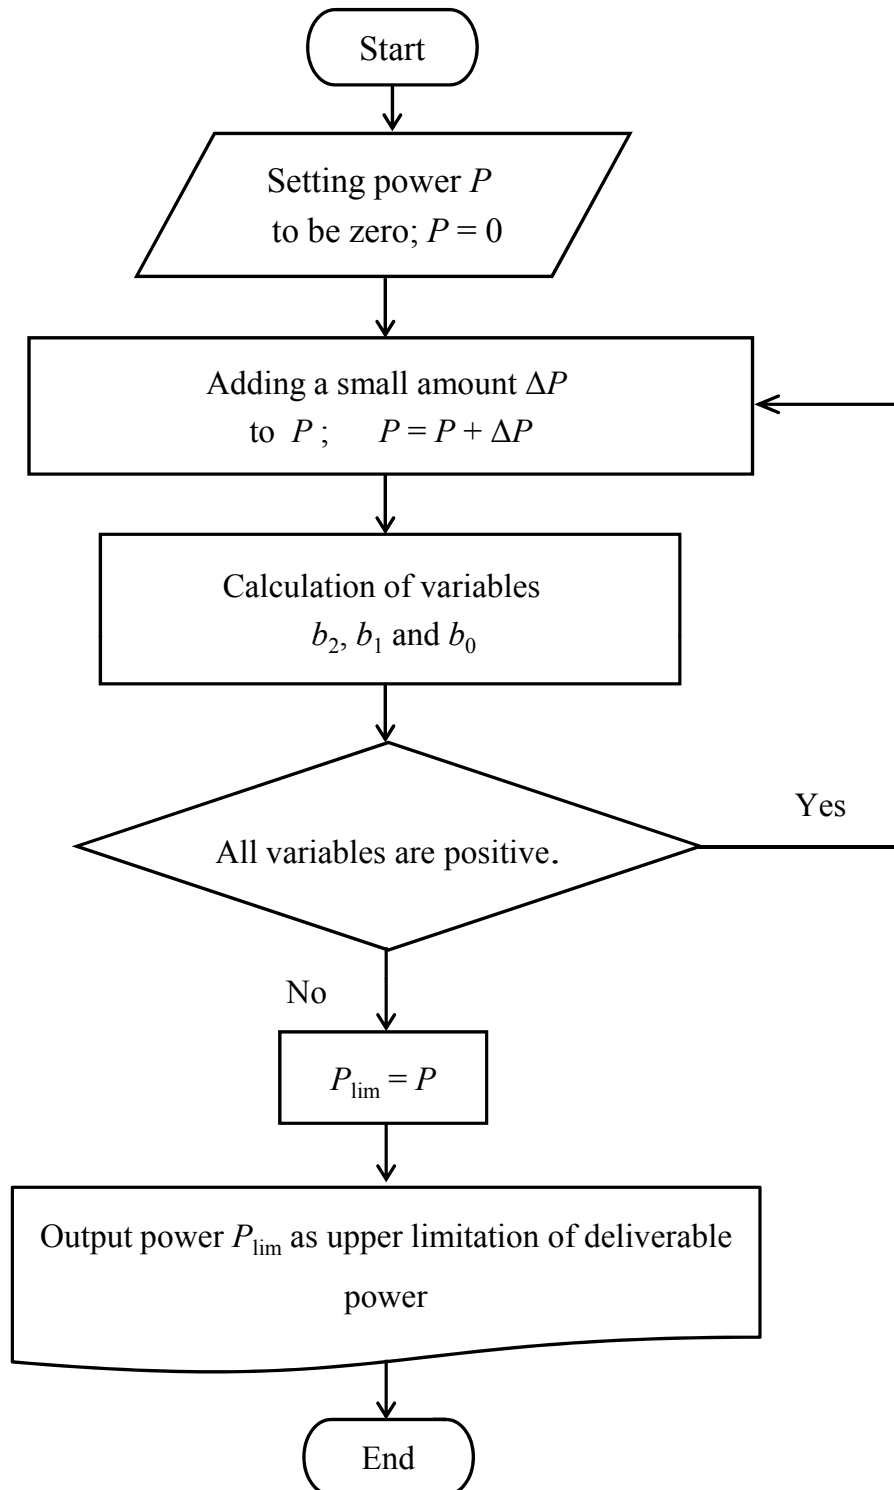 Start
Setting power P
to be zero; P = 0
Adding a small amount ΔP
to P ; P = P + ΔP
Calculation of variables
b₂, b₁ and b₀
Yes
All variables are positive.
No
Plim = P
Output power Plim as upper limitation of deliverable
power
End